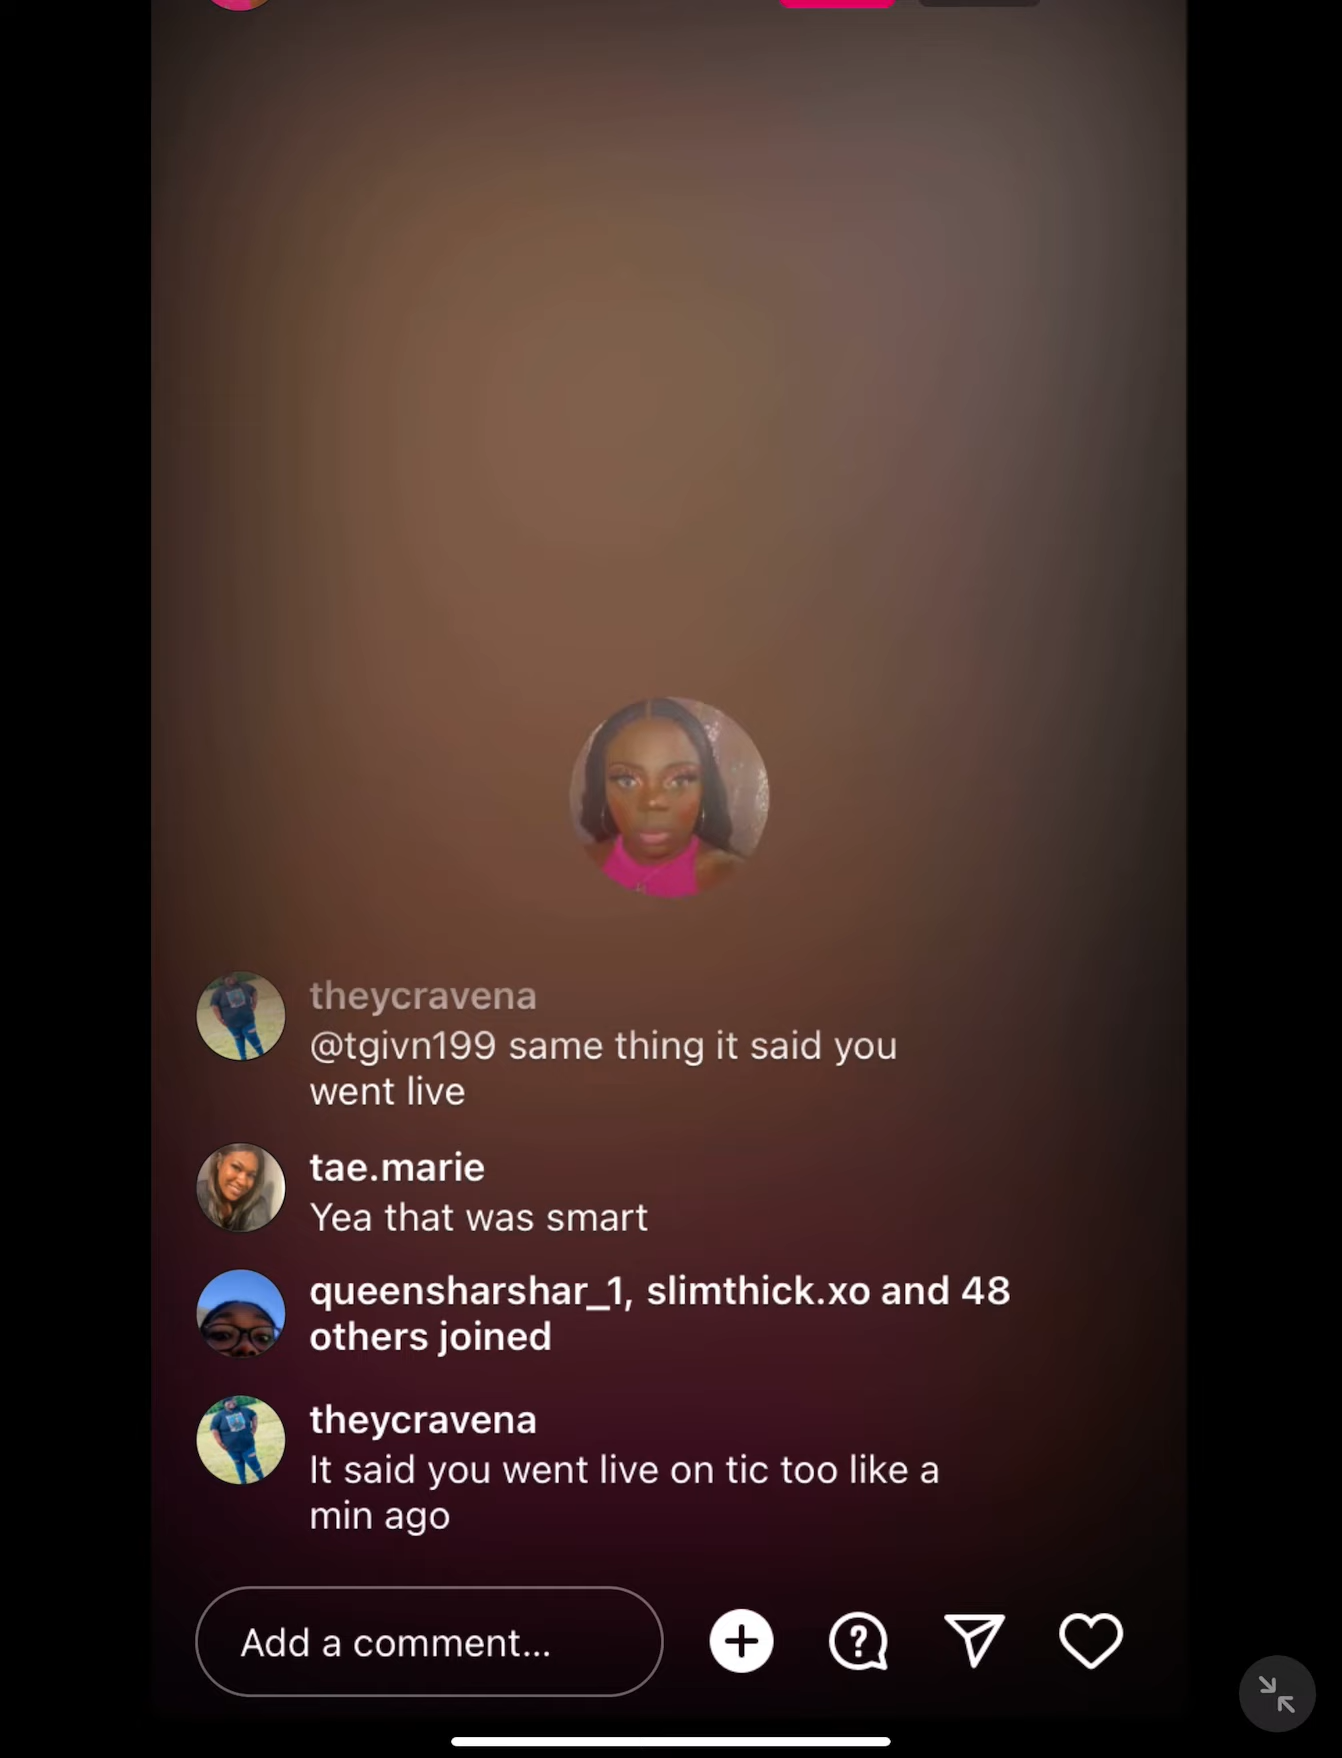 theycravena
@tgivn199 same thing it said you
went live
tae.marie
Yea that was smart
queensharshar_1, slimthick.xo and 48
others joined
theycravena
It said you went live on tic too like a
min ago
Add a comment...